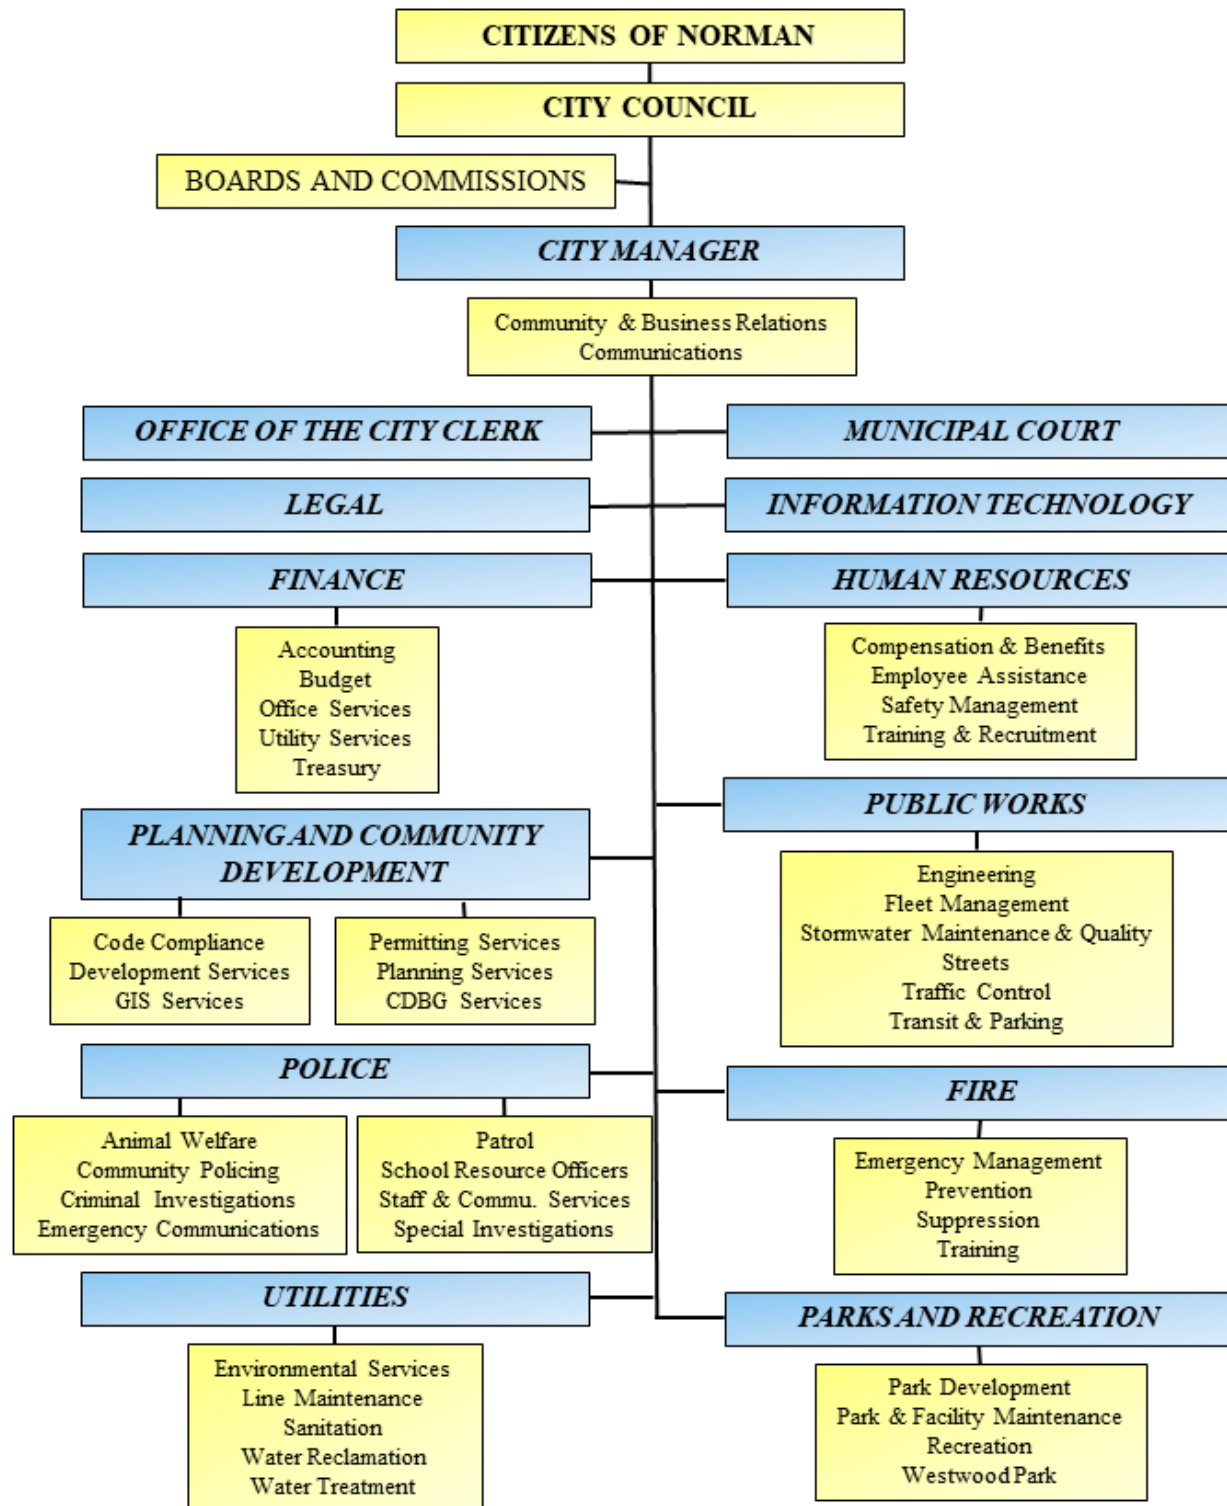 CITIZENS OF NORMAN
CITY COUNCIL
BOARDS AND COMMISSIONS
CITY MANAGER
Community & Business Relations
Communications
OFFICE OF THE CITY CLERK
MUNICIPAL COURT
LEGAL
INFORMATION TECHNOLOGY
FINANCE
HUMAN RESOURCES
Accounting
Budget
Office Services
Utility Services
Treasury
Compensation & Benefits
Employee Assistance
Safety Management
Training & Recruitment
PLANNING AND COMMUNITY
DEVELOPMENT
PUBLIC WORKS
Code Compliance
Development Services
GIS Services
Permitting Services
Planning Services
CDBG Services
Engineering
Fleet Management
Stormwater Maintenance & Quality
Streets
Traffic Control
Transit & Parking
POLICE
FIRE
Animal Welfare
Community Policing
Criminal Investigations
Emergency Communications
Patrol
School Resource Officers
Staff & Commu. Services
Special Investigations
Emergency Management
Prevention
Suppression
Training
UTILITIES
PARKS AND RECREATION
Environmental Services
Line Maintenance
Sanitation
Water Reclamation
Water Treatment
Park Development
Park & Facility Maintenance
Recreation
Westwood Park